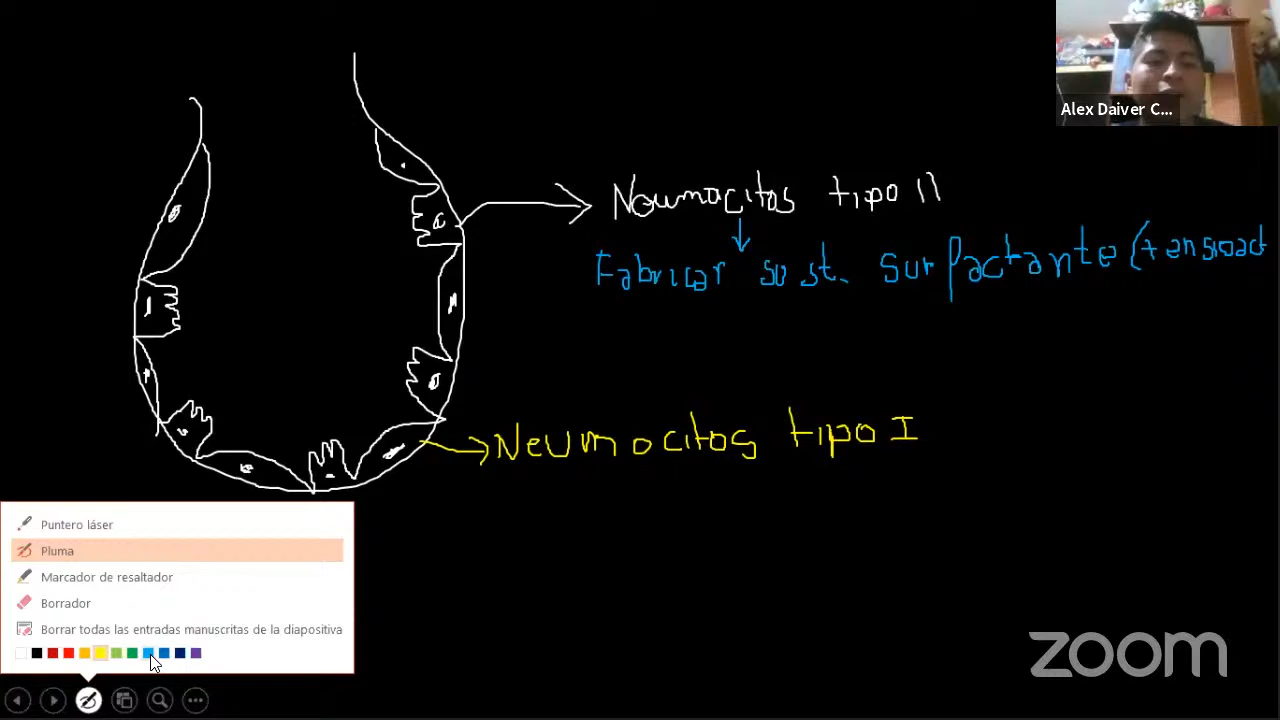 Alex Daiver C...
Neumocitos tipo II
Fabricar sust. surfactante (tensioact
Neumocitos tipo I
Puntero láser
Pluma
Marcador de resaltador
Borrador
Borrar todas las entradas manuscritas de la diapositiva
zoom